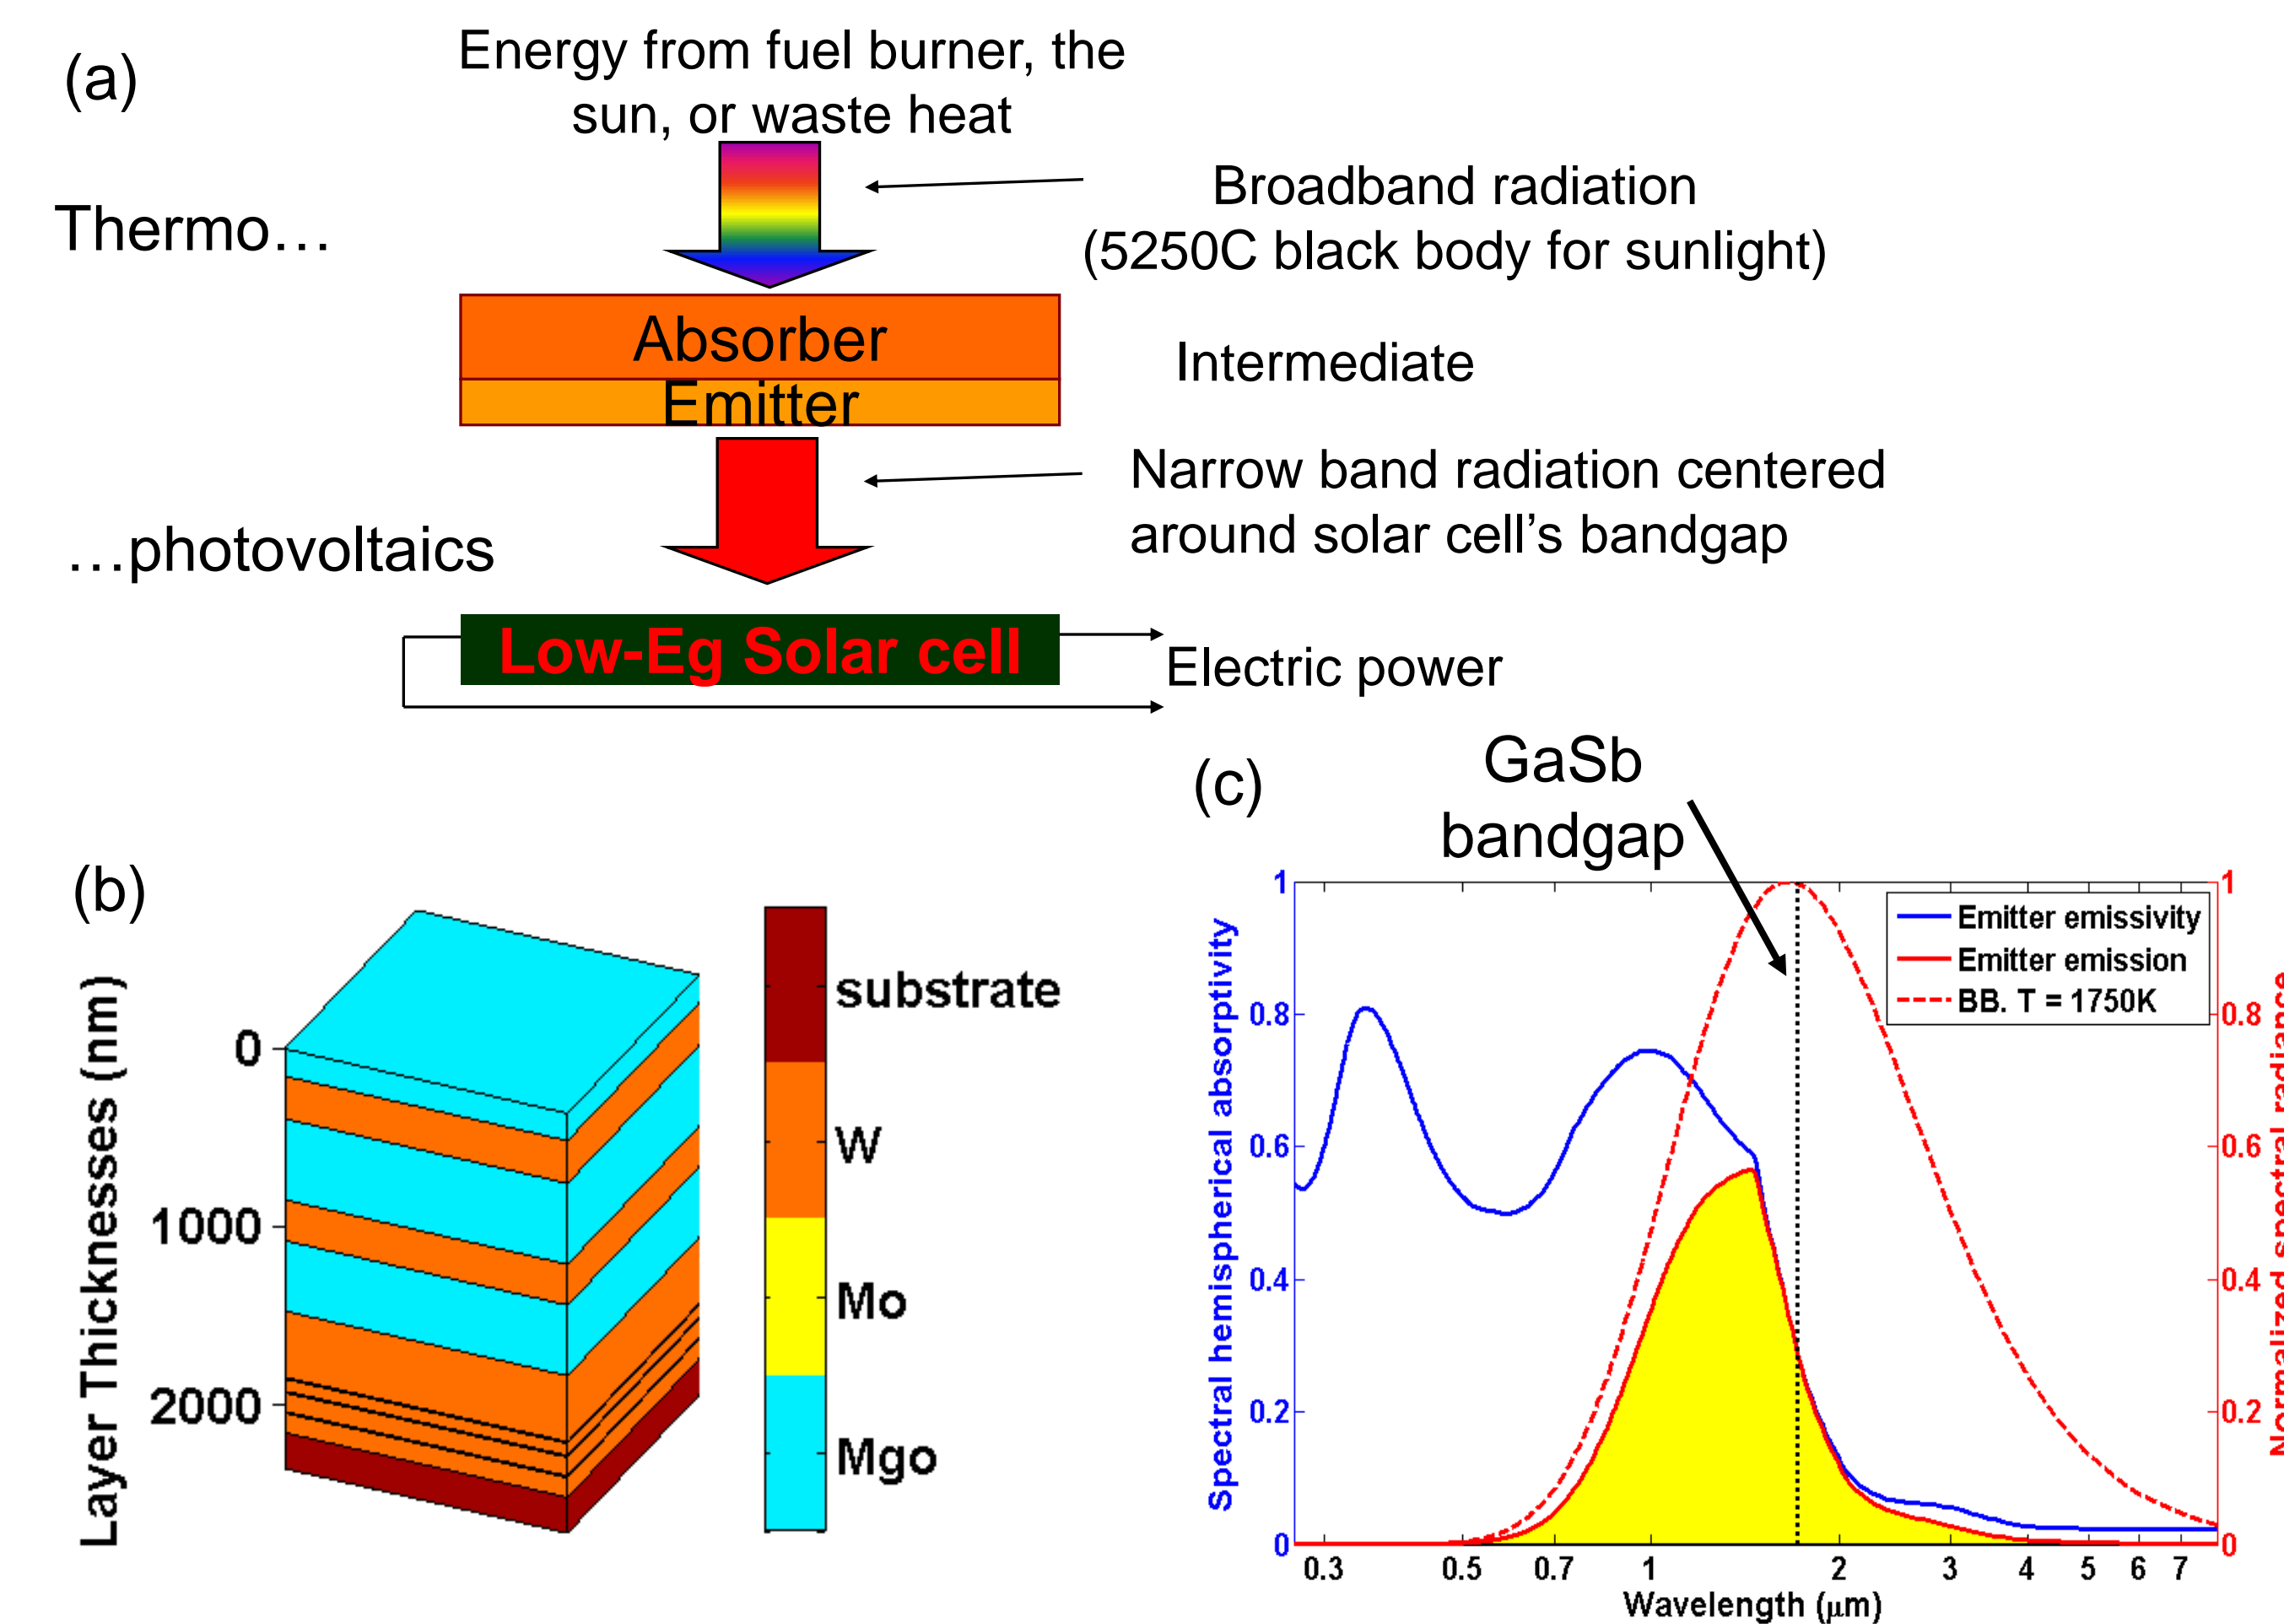 (a)
Energy from fuel burner, the
sun, or waste heat
Thermo…
Broadband radiation
(5250C black body for sunlight)
Absorber
Emitter
Intermediate
Narrow band radiation centered
around solar cell’s bandgap
…photovoltaics
Low-Eg Solar cell
Electric power
(b)
Layer Thicknesses (nm)
0
1000
2000
substrate
W
Mo
Mgo
(c)
GaSb
bandgap
Spectral hemispherical absorptivity
1
0.8
0.6
0.4
0.2
0
Emitter emissivity
Emitter emission
BB. T = 1750K
1
0.8
0.6
0.4
0.2
0
Normalized spectral radiance
0.3 0.5 0.7 1 2 3 4 5 6 7
Wavelength (μm)